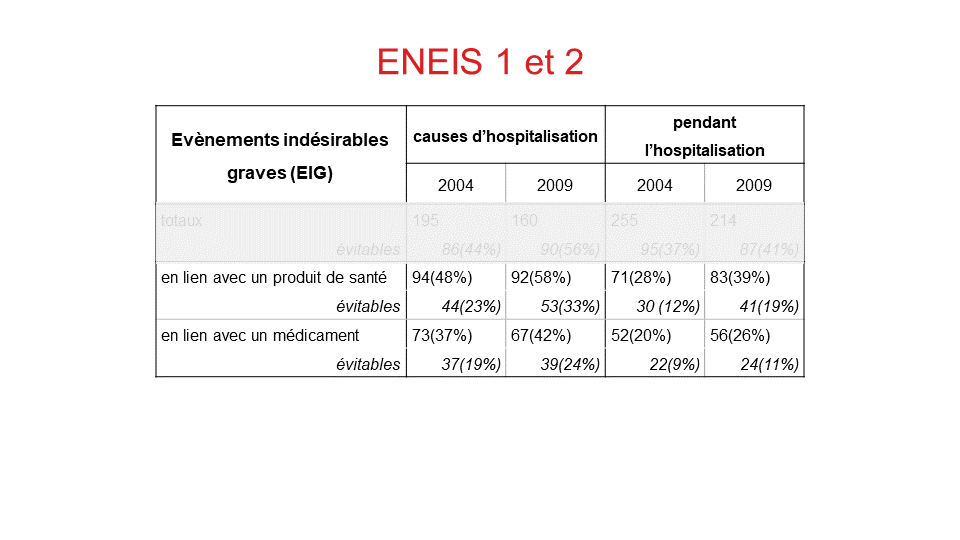 ENEIS 1 et 2
Evènements indésirables graves (EIG) causes d’hospitalisation pendant l’hospitalisation
2004 2009 2004 2009
totaux 195 160 255 214
évitables 86(44%) 90(56%) 95(37%) 87(41%)
en lien avec un produit de santé 94(48%) 92(58%) 71(28%) 83(39%)
évitables 44(23%) 53(33%) 30 (12%) 41(19%)
en lien avec un médicament 73(37%) 67(42%) 52(20%) 56(26%)
évitables 37(19%) 39(24%) 22(9%) 24(11%)